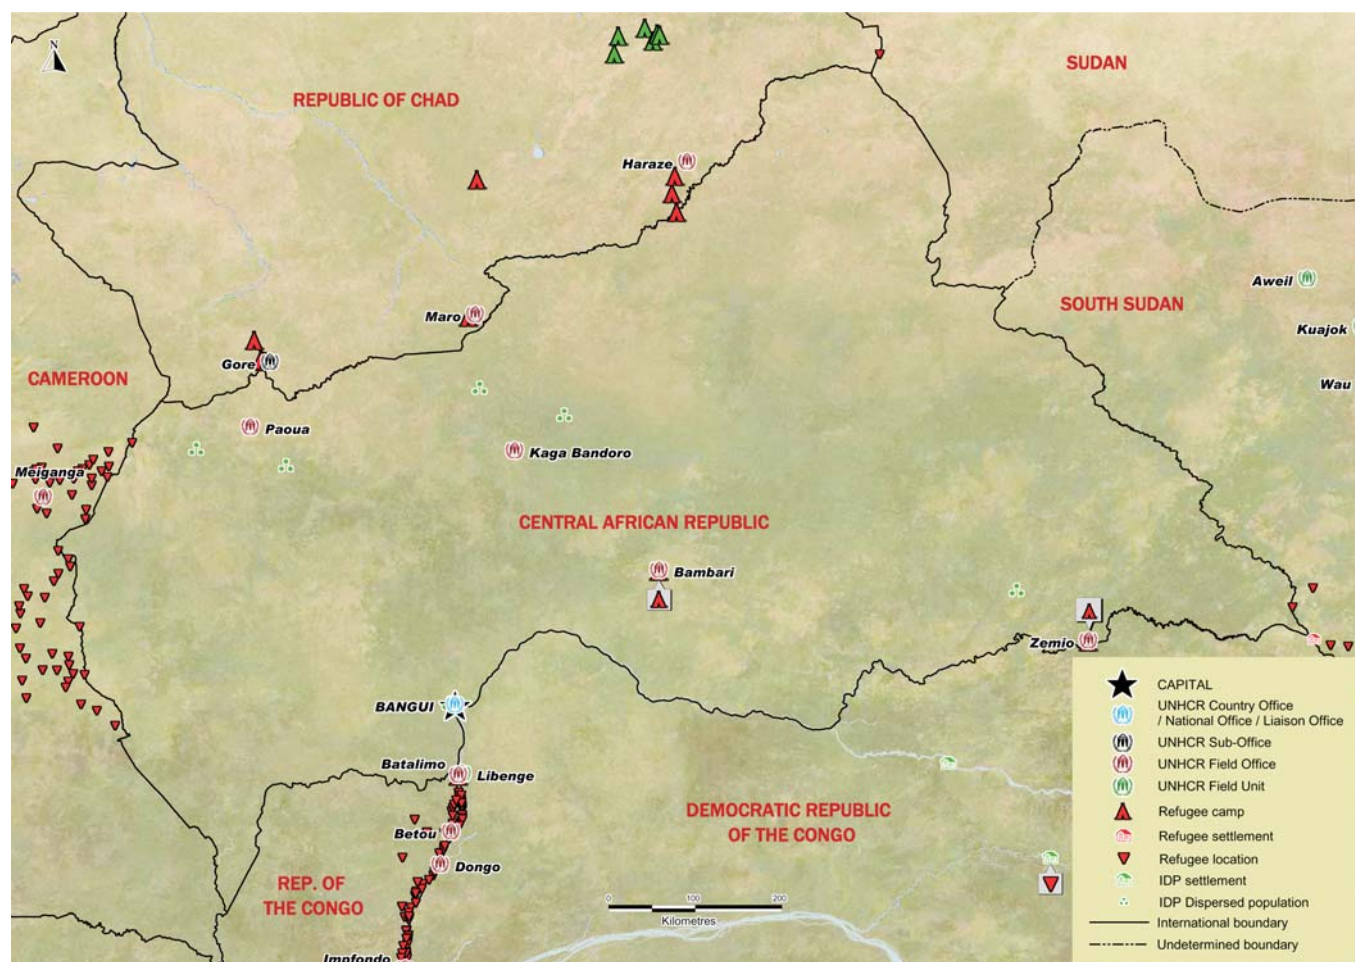 N
SUDAN
REPUBLIC OF CHAD
Haraze
Aweil
SOUTH SUDAN
Maro
Kuajok
Gore
CAMEROON
Wau
Paoua
Kaga Bandoro
Meiganga
CENTRAL AFRICAN REPUBLIC
Bambari
Zemio
BANGUI
Batalimo
Libenge
DEMOCRATIC REPUBLIC
OF THE CONGO
Betou
Dongo
REP. OF
THE CONGO
Impfondo
0 100 200
Kilometres
CAPITAL
UNHCR Country Office
/ National Office / Liaison Office
UNHCR Sub-Office
UNHCR Field Office
UNHCR Field Unit
Refugee camp
Refugee settlement
Refugee location
IDP settlement
IDP Dispersed population
International boundary
Undetermined boundary